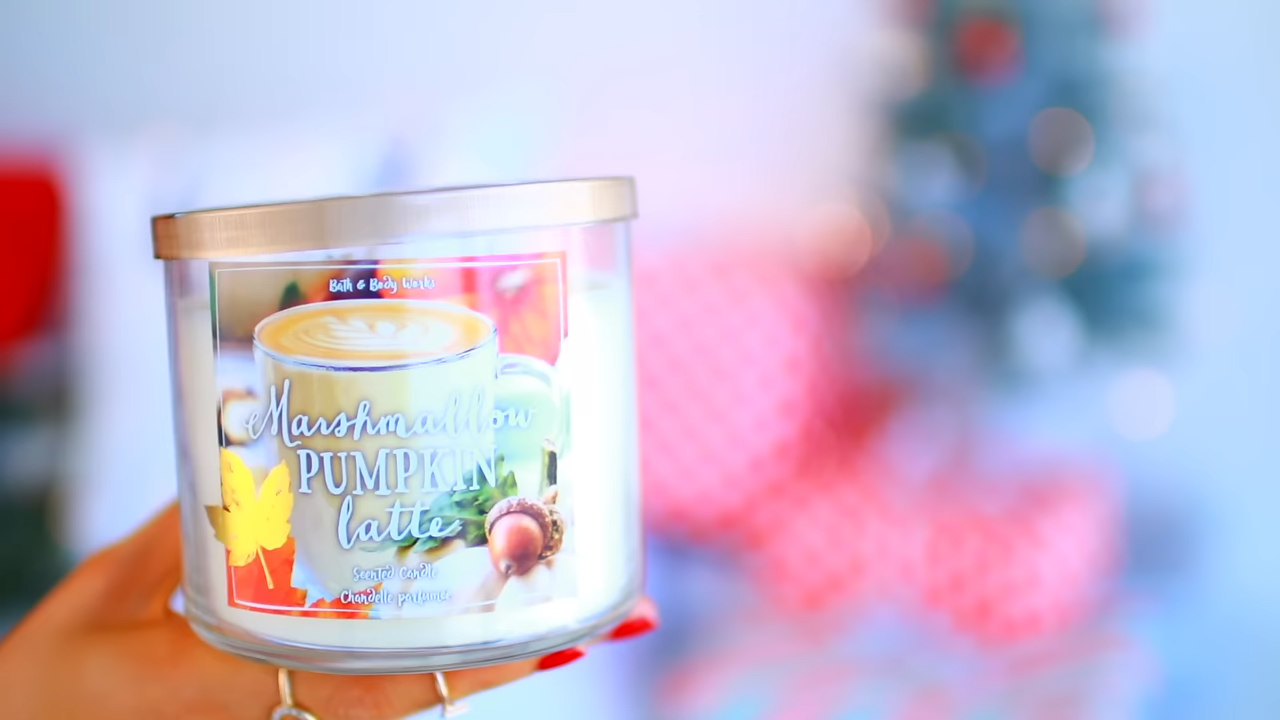 Bath & Body Works
Marshmallow
PUMPKIN
latte
Scented Candle
Chandelle parfumée